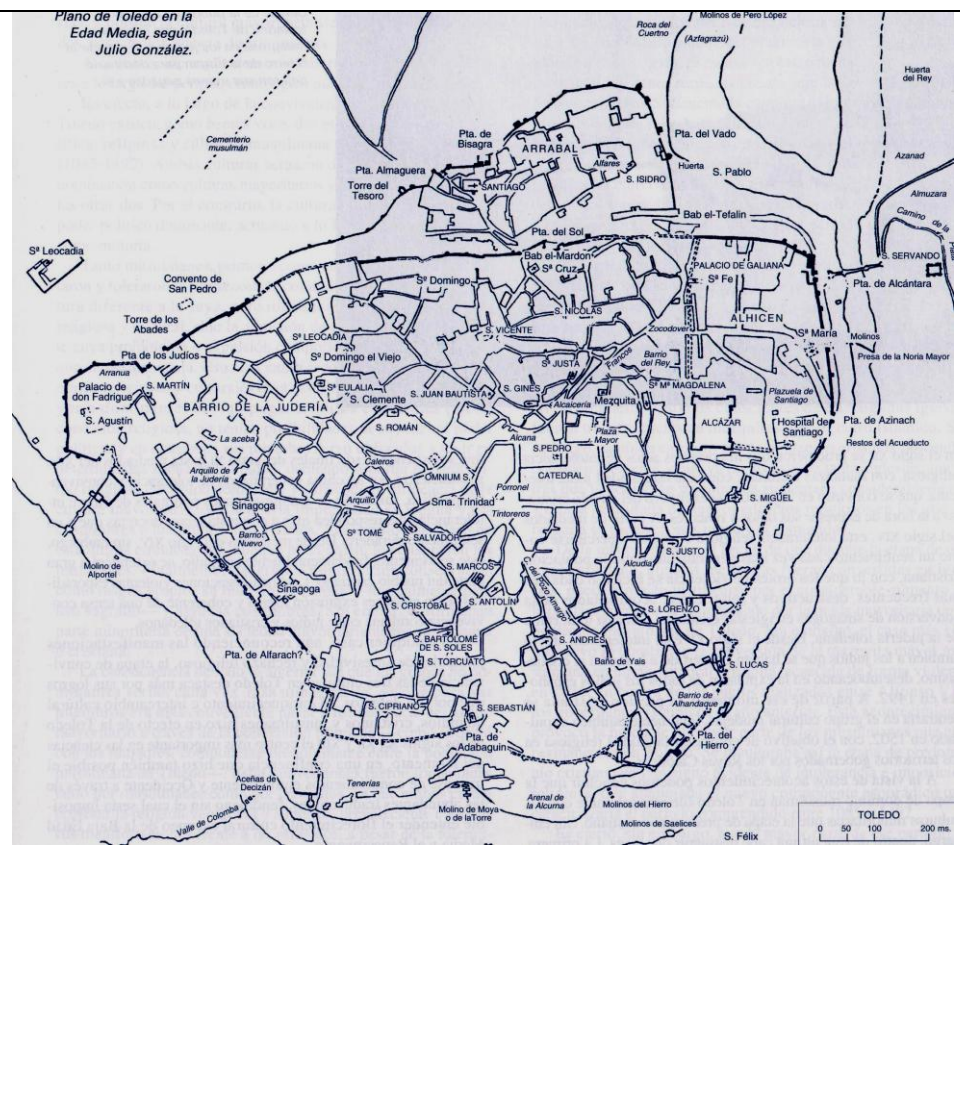 Plano de Toledo en la
Edad Media, según
Julio González.
Roca del
Cuertno
Molinos de Pero López
(Azfagrazú)
Huerta
del Rey
Cementerio
musulmán
Pta. de
Bisagra
ARRABAL
Pta. del Vado
Alfares
Huerta
S. ISIDRO
S. Pablo
Azanad
Pta. Almaguera
Torre del
Tesoro
SANTIAGO
Almuzara
Camino de la
Bab el-Tefalin
Pta. del Sol
Sª Leocadia
Bab el-Mardon
Sª Cruz
PALACIO DE GALIANA
Sª Fe
S. SERVANDO
Pta. de Alcántara
Convento de
San Pedro
Sº Domingo
S. NICOLÁS
ALHICEN
Torre de los
Abades
S. VICENTE
Zocodover
Sª María
Molinos
Sª LEOCADIA
Presa de la Noria Mayor
Pta de los Judíos
Sº Domingo el Viejo
Sª JUSTA
Francos
Barrio
del Rey
Arranua
Palacio de
don Fadrigue
S. MARTÍN
Sª EULALIA
S. Clemente
S. JUAN BAUTISTA
S. GINÉS
Sª Mª MAGDALENA
Alcaicería
Mezquita
Plazuela de
Santiago
BARRIO DE LA JUDERÍA
S. Agustín
S. ROMÁN
Plaza
Mayor
ALCÁZAR
Hospital de
Santiago
Pta. de Azinach
La aceba
Alcana
Restos del Acueducto
S.PEDRO
CATEDRAL
Caleros
OMNIUM S.
Arquillo de
la Judería
Porronel
Arquillo
Sma. Trinidad
Sinagoga
Tintoreros
S. MIGUEL
Sº TOMÉ
S. SALVADOR
Barrio
Nuevo
Molino de
Alportel
S. MARCOS
C. del Pozo Amargo
S. JUSTO
Alcudia
Sinagoga
S. CRISTÓBAL
S. ANTOLÍN
S. LORENZO
S. BARTOLOMÉ
DE S. SOLES
S. ANDRÉS
Pta. de Alfarach?
S. TORCUATO
Baño de Yais
S. LUCAS
Barrio de
Alhandaque
S. CIPRIANO
S. SEBASTIÁN
Pta. de
Adabaguin
Pta. del
Hierro
Aceñas de
Decizán
Tenerías
Valle de Colomba
Molino de Moya
o de laTorre
Arenal de
la Alcurnia
Molinos del Hierro
Molinos de Saelices
S. Félix
TOLEDO
0 50 100 200 ms.